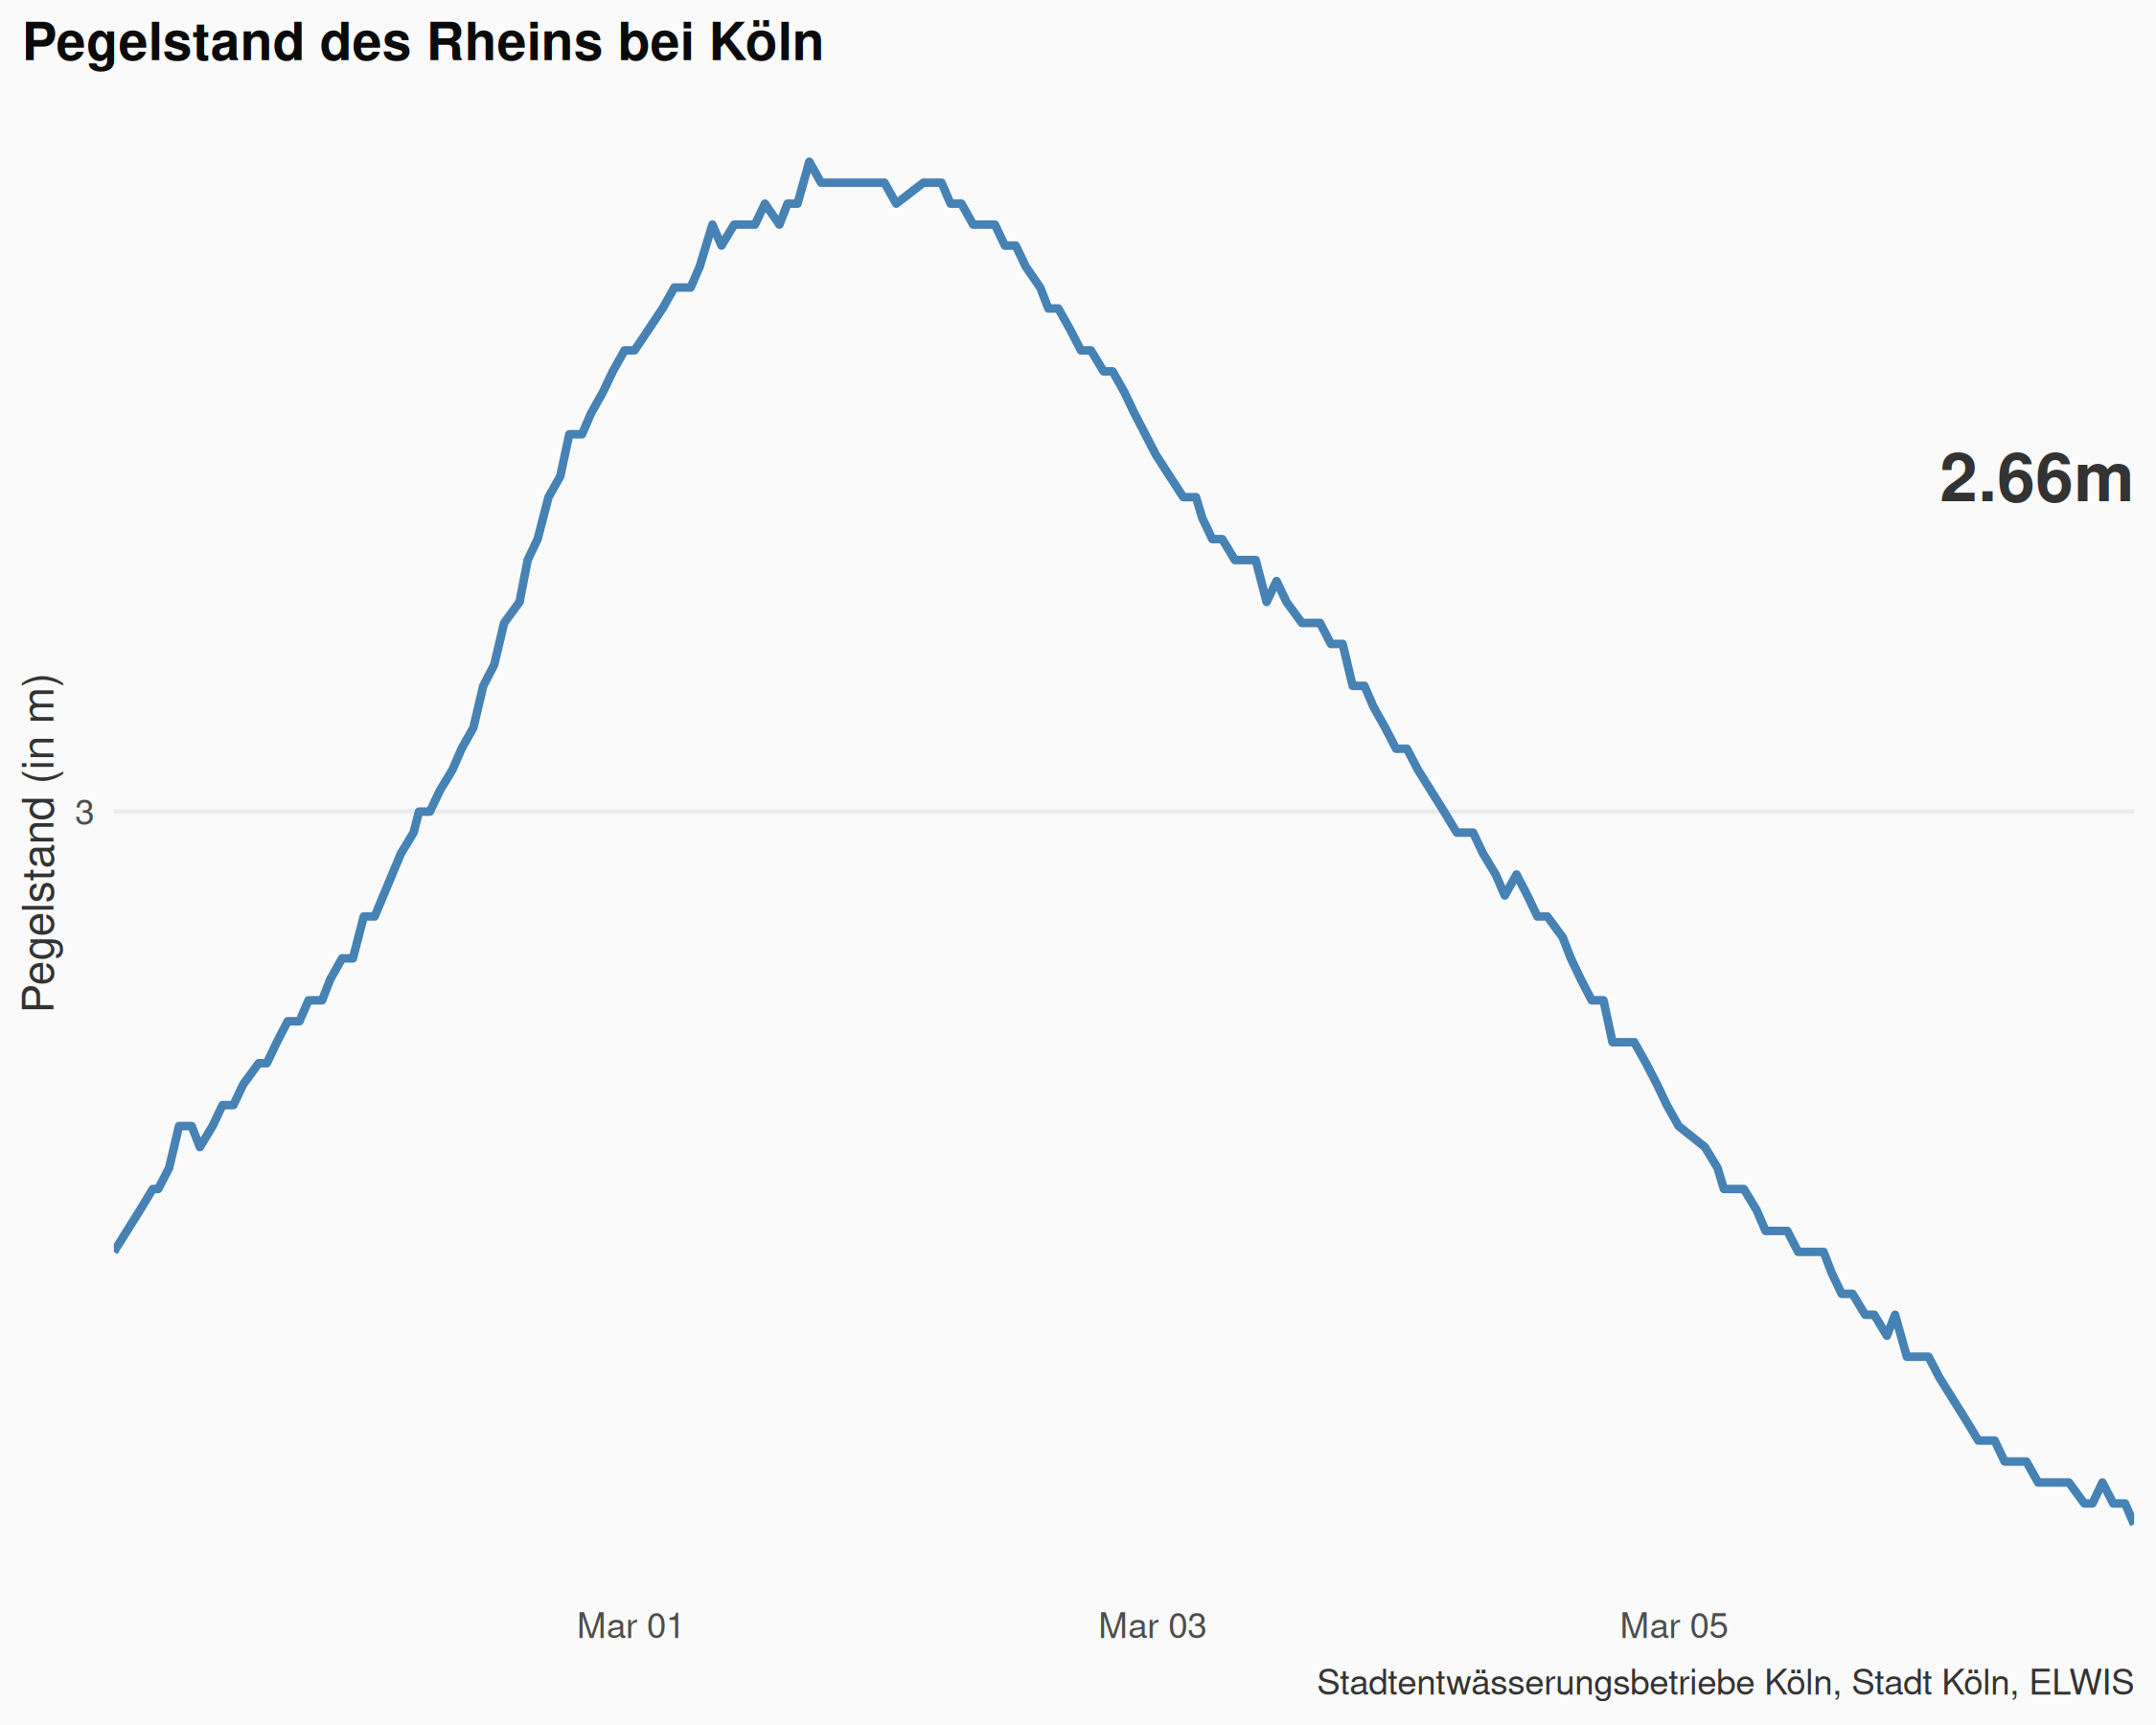 Pegelstand des Rheins bei Köln
2.66m
Pegelstand (in m)
3
Mar 01
Mar 03
Mar 05
Stadtentwässerungsbetriebe Köln, Stadt Köln, ELWIS